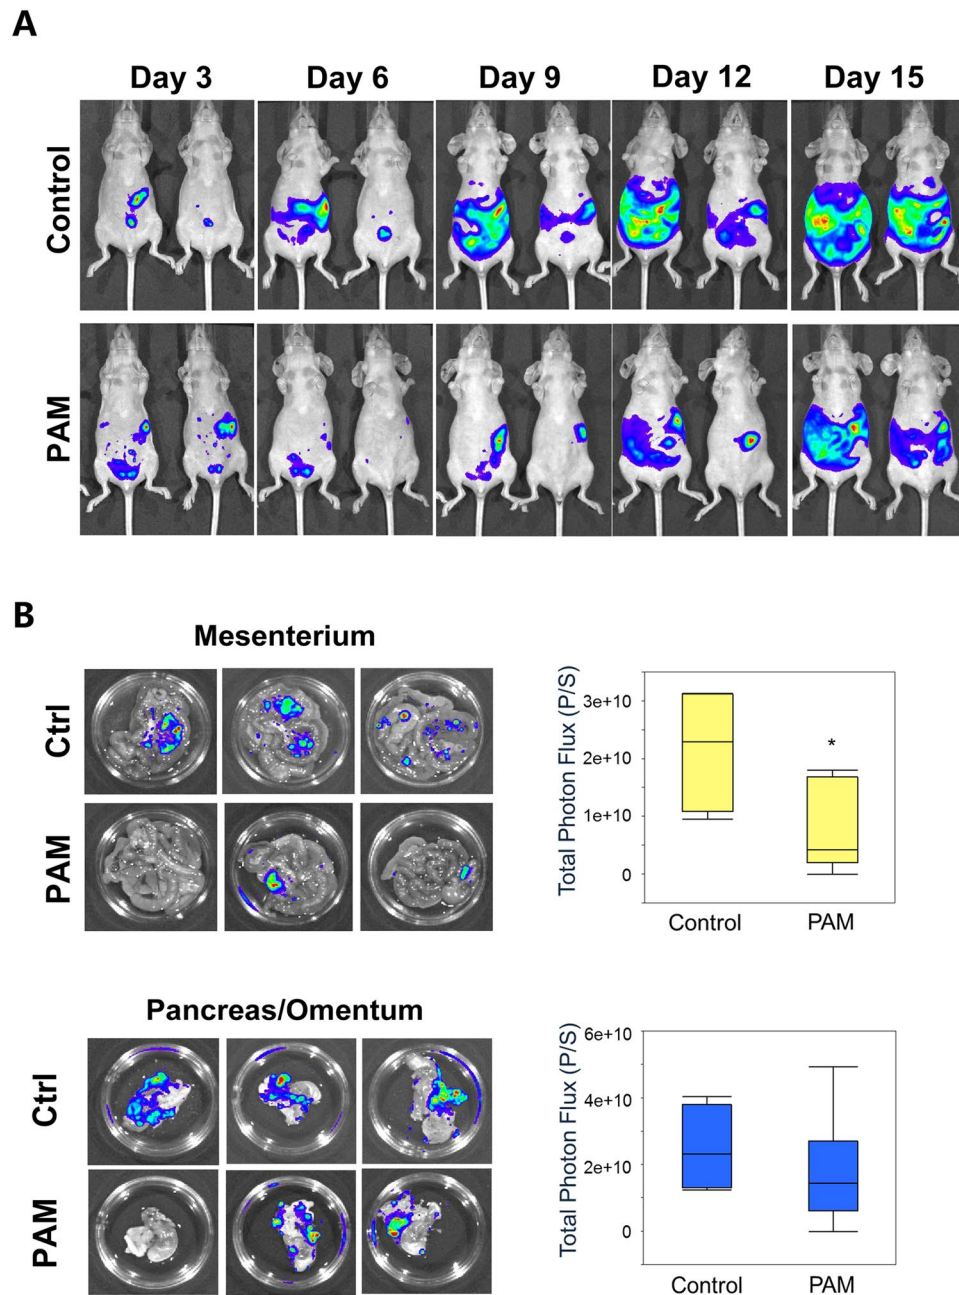 A
Day 3 Day 6 Day 9 Day 12 Day 15
Control
PAM
B
Mesenterium
Ctrl
PAM
Total Photon Flux (P/S)
3e+10
2e+10
1e+10
0
*
Control PAM
Pancreas/Omentum
Ctrl
PAM
Total Photon Flux (P/S)
6e+10
4e+10
2e+10
0
Control PAM